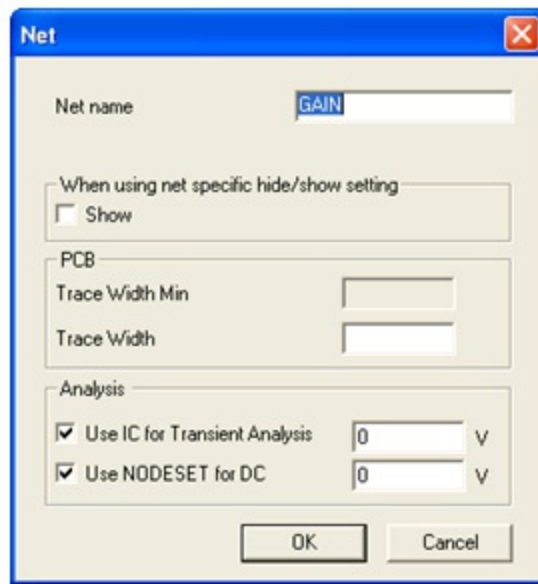 Net
Net name GAIN
When using net specific hide/show setting
Show
PCB
Trace Width Min
Trace Width
Analysis
Use IC for Transient Analysis 0 V
Use NODESET for DC 0 V
OK Cancel